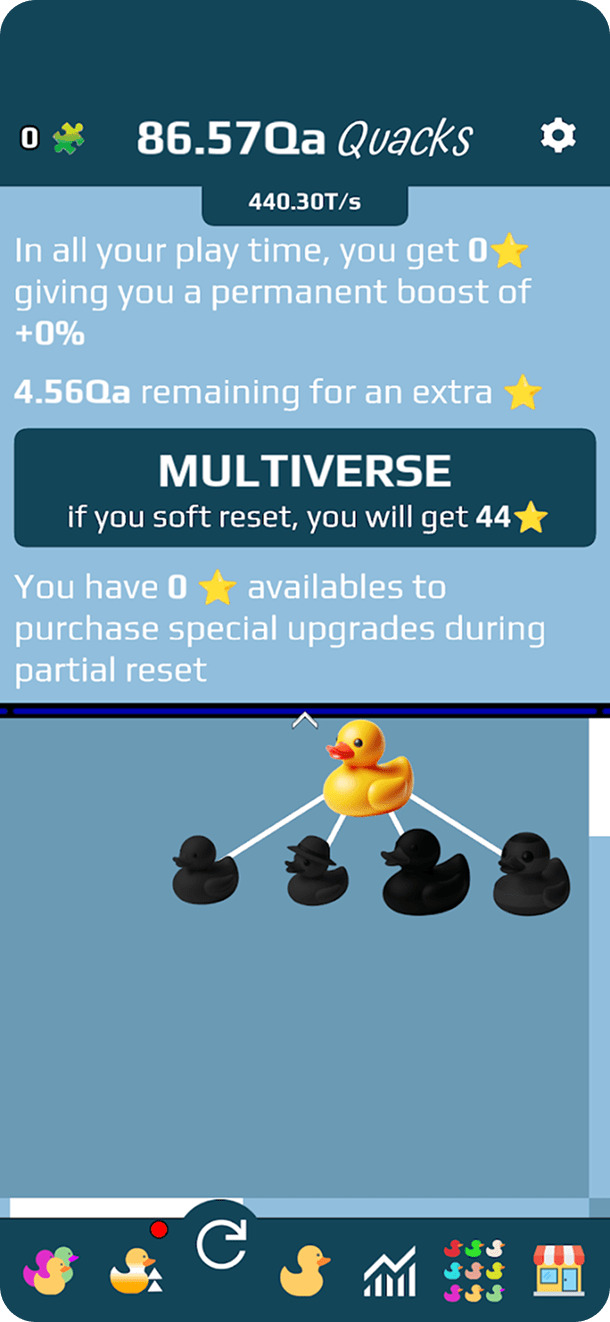 0 86.57Qa Quacks
440.30T/s
In all your play time, you get 0
giving you a permanent boost of
+0%
4.56Qa remaining for an extra
MULTIVERSE
if you soft reset, you will get 44
You have 0 availables to
purchase special upgrades during
partial reset